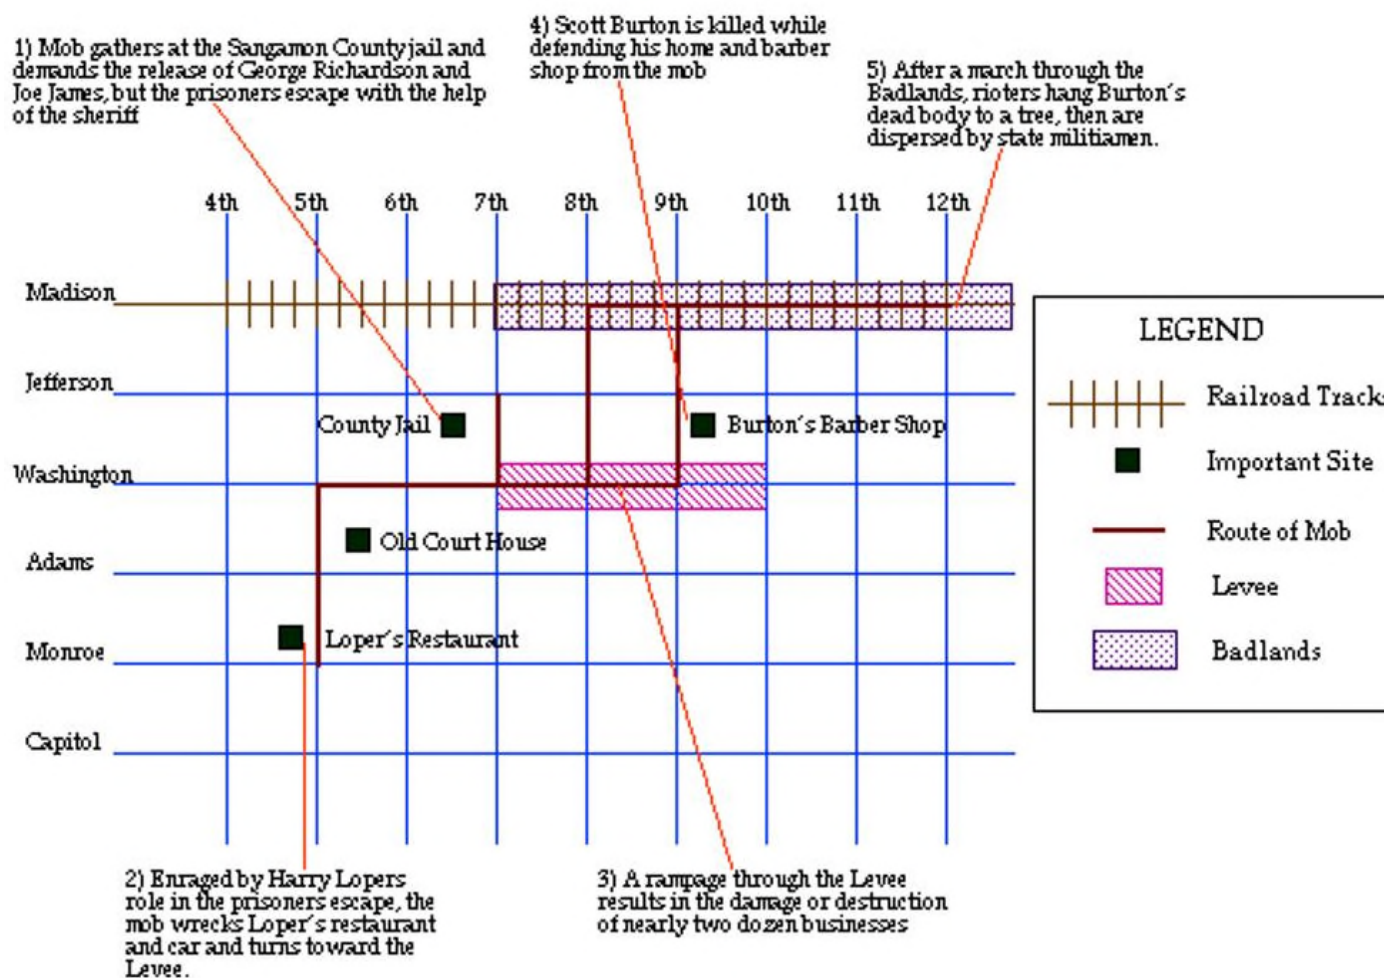 1) Mob gathers at the Sangamon County jail and
demands the release of George Richardson and
Joe James, but the prisoners escape with the help
of the sheriff
4) Scott Burton is killed while
defending his home and barber
shop from the mob
5) After a march through the
Badlands, rioters hang Burton's
dead body to a tree, then are
dispersed by state militiamen.
4th 5th 6th 7th 8th 9th 10th 11th 12th
Madison
Jefferson
County Jail
Burton's Barber Shop
Washington
Old Court House
Adams
Loper's Restaurant
Monroe
Capitol
LEGEND
Railroad Track
Important Site
Route of Mob
Levee
Badlands
2) Enraged by Harry Lopers
role in the prisoners escape, the
mob wrecks Loper's restaurant
and car and turns toward the
Levee.
3) A rampage through the Levee
results in the damage or destruction
of nearly two dozen businesses